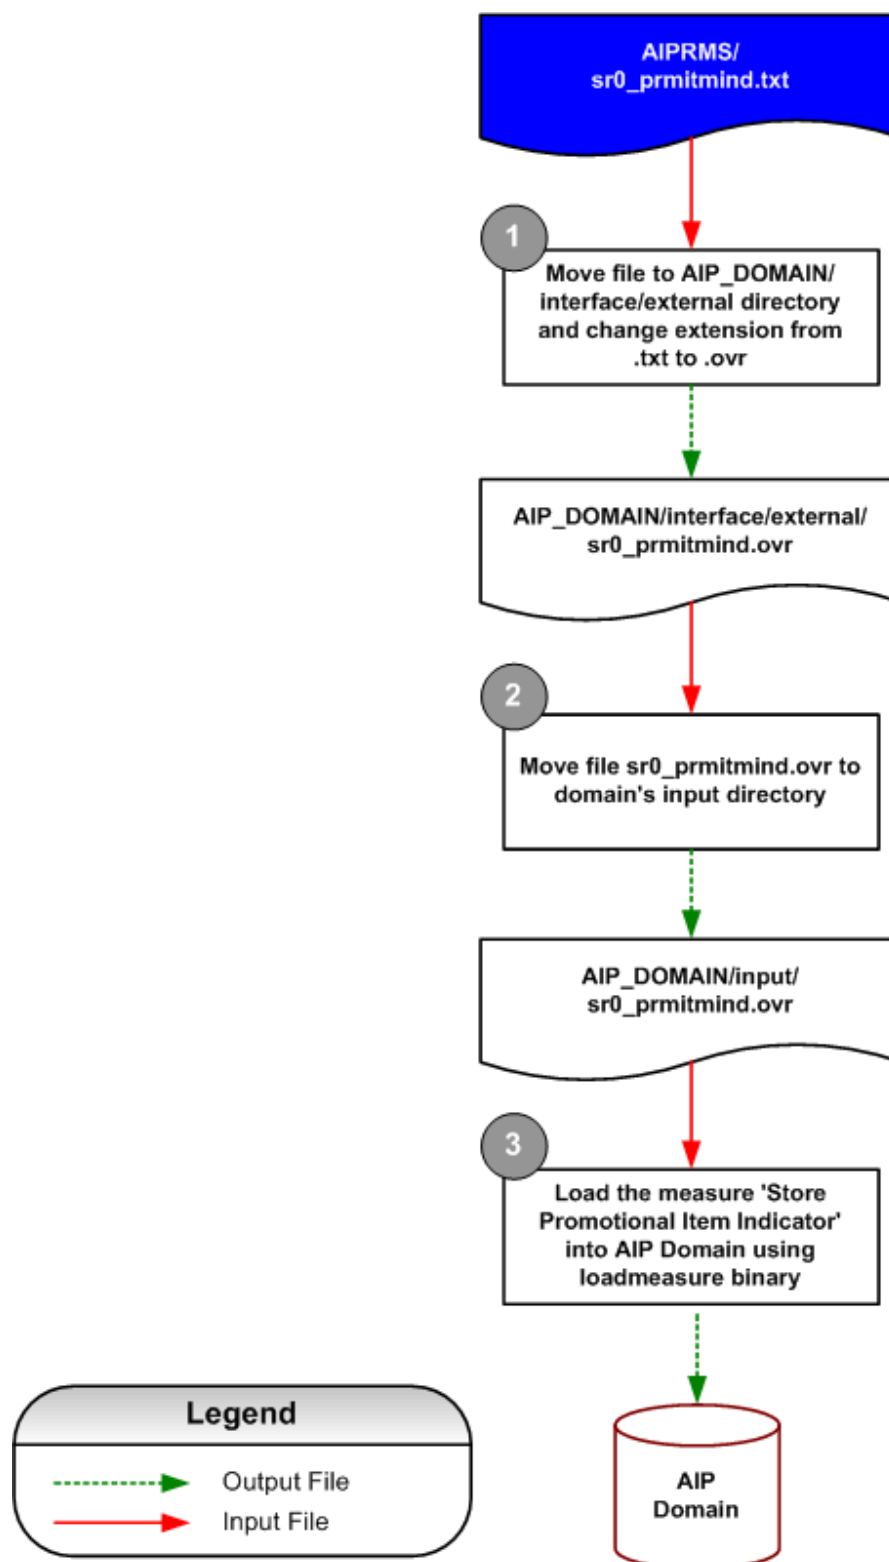 AIPRMS/
sr0_prmitmind.txt
1
Move file to AIP_DOMAIN/
interface/external directory
and change extension from
.txt to .ovr
AIP_DOMAIN/interface/external/
sr0_prmitmind.ovr
2
Move file sr0_prmitmind.ovr to
domain's input directory
AIP_DOMAIN/input/
sr0_prmitmind.ovr
3
Load the measure 'Store
Promotional Item Indicator'
into AIP Domain using
loadmeasure binary
AIP
Domain
Legend
Output File
Input File